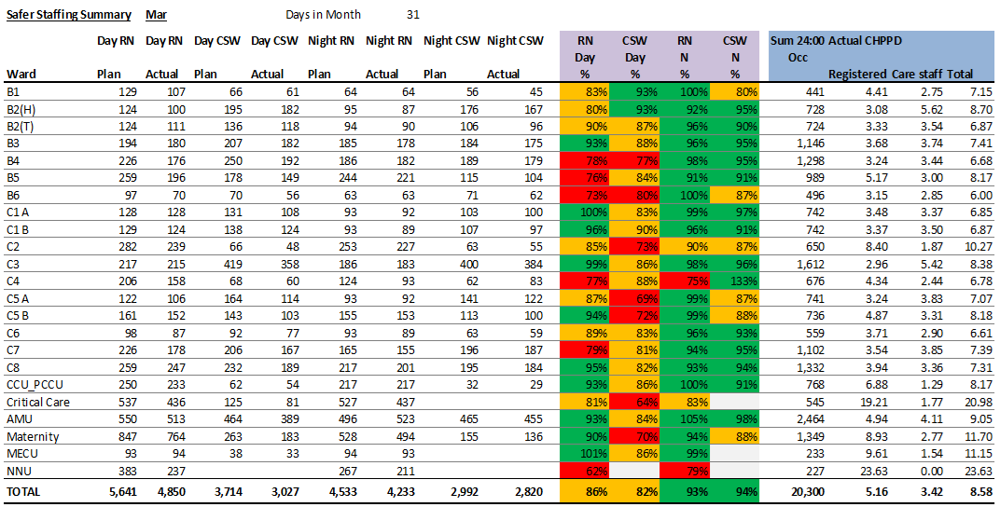 Safer Staffing Summary Mar Days in Month 31
Day RN Day RN Day CSW Day CSW Night RN Night RN Night CSW Night CSW RN CSW RN CSW Sum 24:00 Actual CHPPD
Day Day N N Occ
Ward Plan Actual Plan Actual Plan Actual Plan Actual % % % % Registered Care staff Total
B1 129 107 66 61 64 64 56 45 83% 93% 100% 80% 441 4.41 2.75 7.15
B2(H) 124 100 195 182 95 87 176 167 80% 93% 92% 95% 728 3.08 5.62 8.70
B2(T) 124 111 136 118 94 90 106 96 90% 87% 96% 90% 724 3.33 3.54 6.87
B3 194 180 207 182 185 178 184 175 93% 88% 96% 95% 1,146 3.68 3.74 7.41
B4 226 176 250 192 186 182 189 179 78% 77% 98% 95% 1,298 3.24 3.44 6.68
B5 259 196 178 149 244 221 115 104 76% 84% 91% 91% 989 5.17 3.00 8.17
B6 97 70 70 56 63 63 71 62 73% 80% 100% 87% 496 3.15 2.85 6.00
C1 A 128 128 131 108 93 92 103 100 100% 83% 99% 97% 742 3.48 3.37 6.85
C1 B 129 124 138 124 93 89 107 97 96% 90% 96% 91% 742 3.37 3.50 6.87
C2 282 239 66 48 253 227 63 55 85% 73% 90% 87% 650 8.40 1.87 10.27
C3 217 215 419 358 186 183 400 384 99% 86% 98% 96% 1,612 2.96 5.42 8.38
C4 206 158 68 60 124 93 62 83 77% 88% 75% 133% 676 4.34 2.44 6.78
C5 A 122 106 164 114 93 92 141 122 87% 69% 99% 87% 741 3.24 3.83 7.07
C5 B 161 152 143 103 155 153 113 100 94% 72% 99% 88% 736 4.87 3.31 8.18
C6 98 87 92 77 93 89 63 59 89% 83% 96% 93% 559 3.71 2.90 6.61
C7 226 178 206 167 165 155 196 187 79% 81% 94% 95% 1,102 3.54 3.85 7.39
C8 259 247 232 189 217 201 195 184 95% 82% 93% 94% 1,332 3.94 3.36 7.31
CCU_PCCU 250 233 62 54 217 217 32 29 93% 86% 100% 91% 768 6.88 1.29 8.17
Critical Care 537 436 125 81 527 437 81% 64% 83% 545 19.21 1.77 20.98
AMU 550 513 464 389 496 523 465 455 93% 84% 105% 98% 2,464 4.94 4.11 9.05
Maternity 847 764 263 183 528 494 155 136 90% 70% 94% 88% 1,349 8.93 2.77 11.70
MECU 93 94 38 33 94 93 101% 86% 99% 233 9.61 1.54 11.15
NNU 383 237 267 211 62% 79% 227 23.63 0.00 23.63
TOTAL 5,641 4,850 3,714 3,027 4,533 4,233 2,992 2,820 86% 82% 93% 94% 20,300 5.16 3.42 8.58